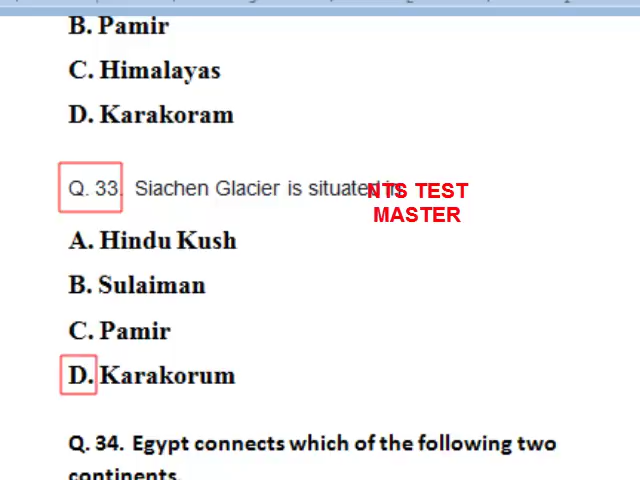 B. Pamir
C. Himalayas
D. Karakoram
Q. 33. Siachen Glacier is situated in
NTS TEST
MASTER
A. Hindu Kush
B. Sulaiman
C. Pamir
D. Karakorum
Q. 34. Egypt connects which of the following two
continents.